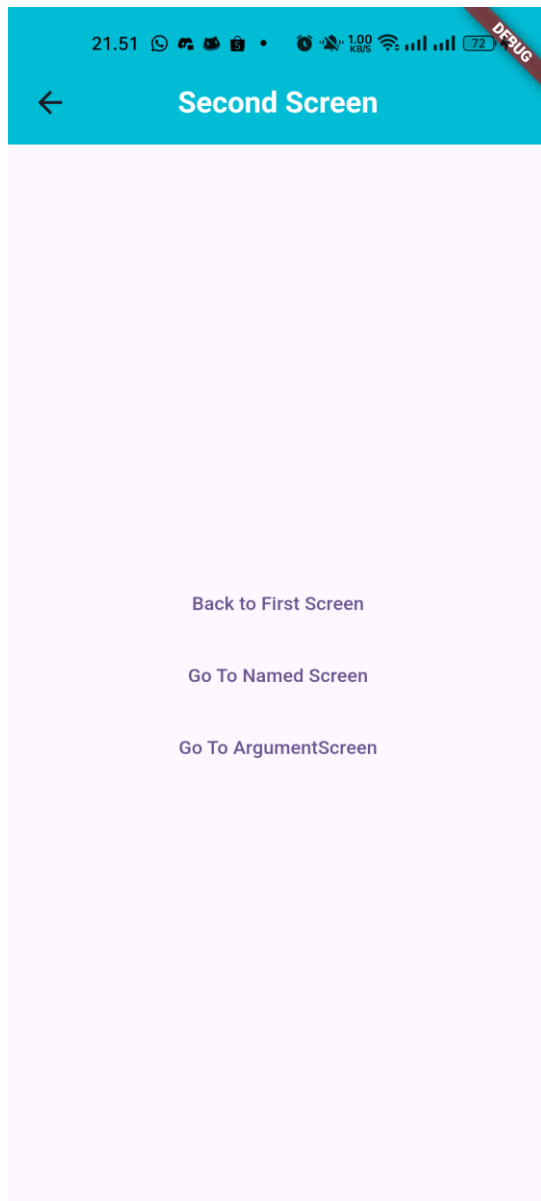 21.51 1.00 KB/S 72
DEBUG
Second Screen
Back to First Screen
Go To Named Screen
Go To ArgumentScreen